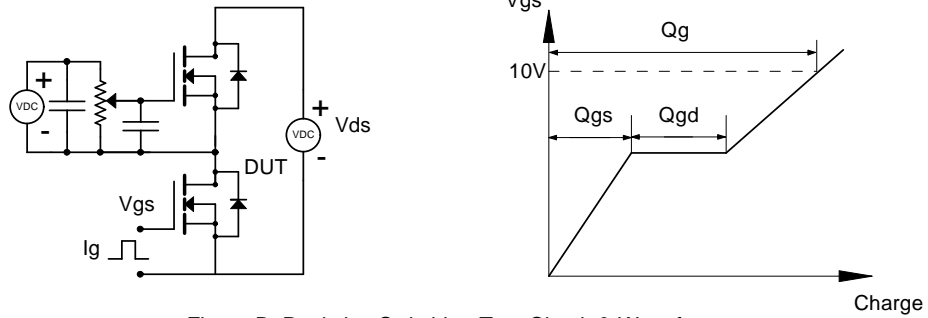 Vgs
Qg
10V
+
VDC
-
+
VDC
-
Vds
Qgs
Qgd
DUT
Vgs
Ig
Charge